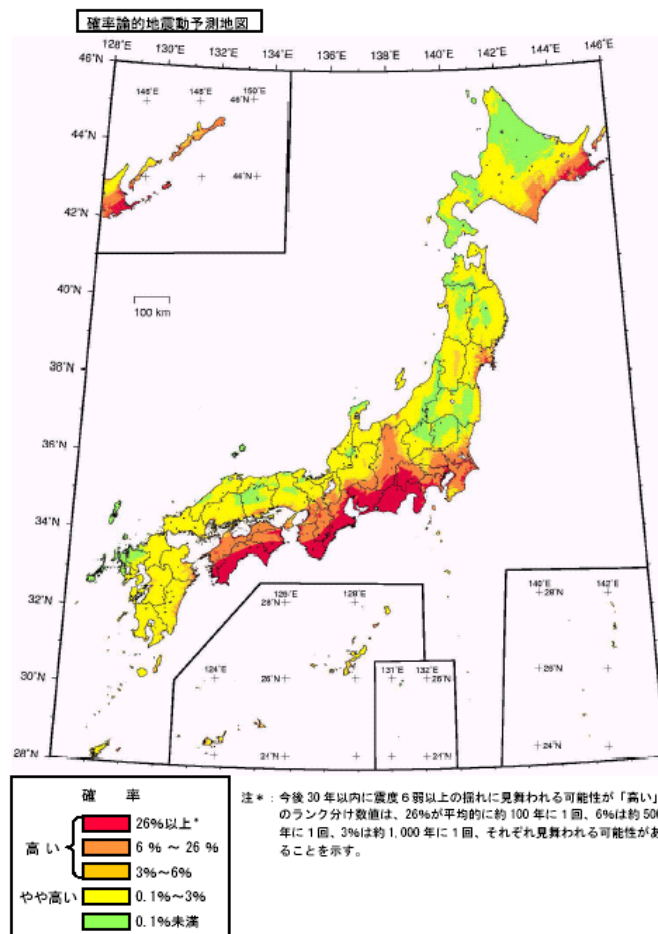 確率論的地震動予測地図
128°E 130°E 132°E 134°E 136°E 138°E 140°E 142°E 144°E 146°E
46°N
146°E 148°E 150°E
46°N
44°N
44°N
42°N
40°N
100 km
38°N
36°N
34°N
32°N
126°E 128°E
28°N
140°E 142°E
28°N
124°E
131°E 132°E
30°N
26°N
26°N
26°N
28°N
24°N
24°N
確 率
高い
26%以上*
6 % ~ 26 %
3%~6%
やや高い
0.1%~3%
0.1%未満
注*: 今後 30 年以内に震度6弱以上の揺れに見舞われる可能性が「高い」
のランク分け数値は、26%が平均的に約 100 年に1回、6%は約 500
年に1回、3%は約 1,000 年に1回、それぞれ見舞われる可能性があ
ることを示す。